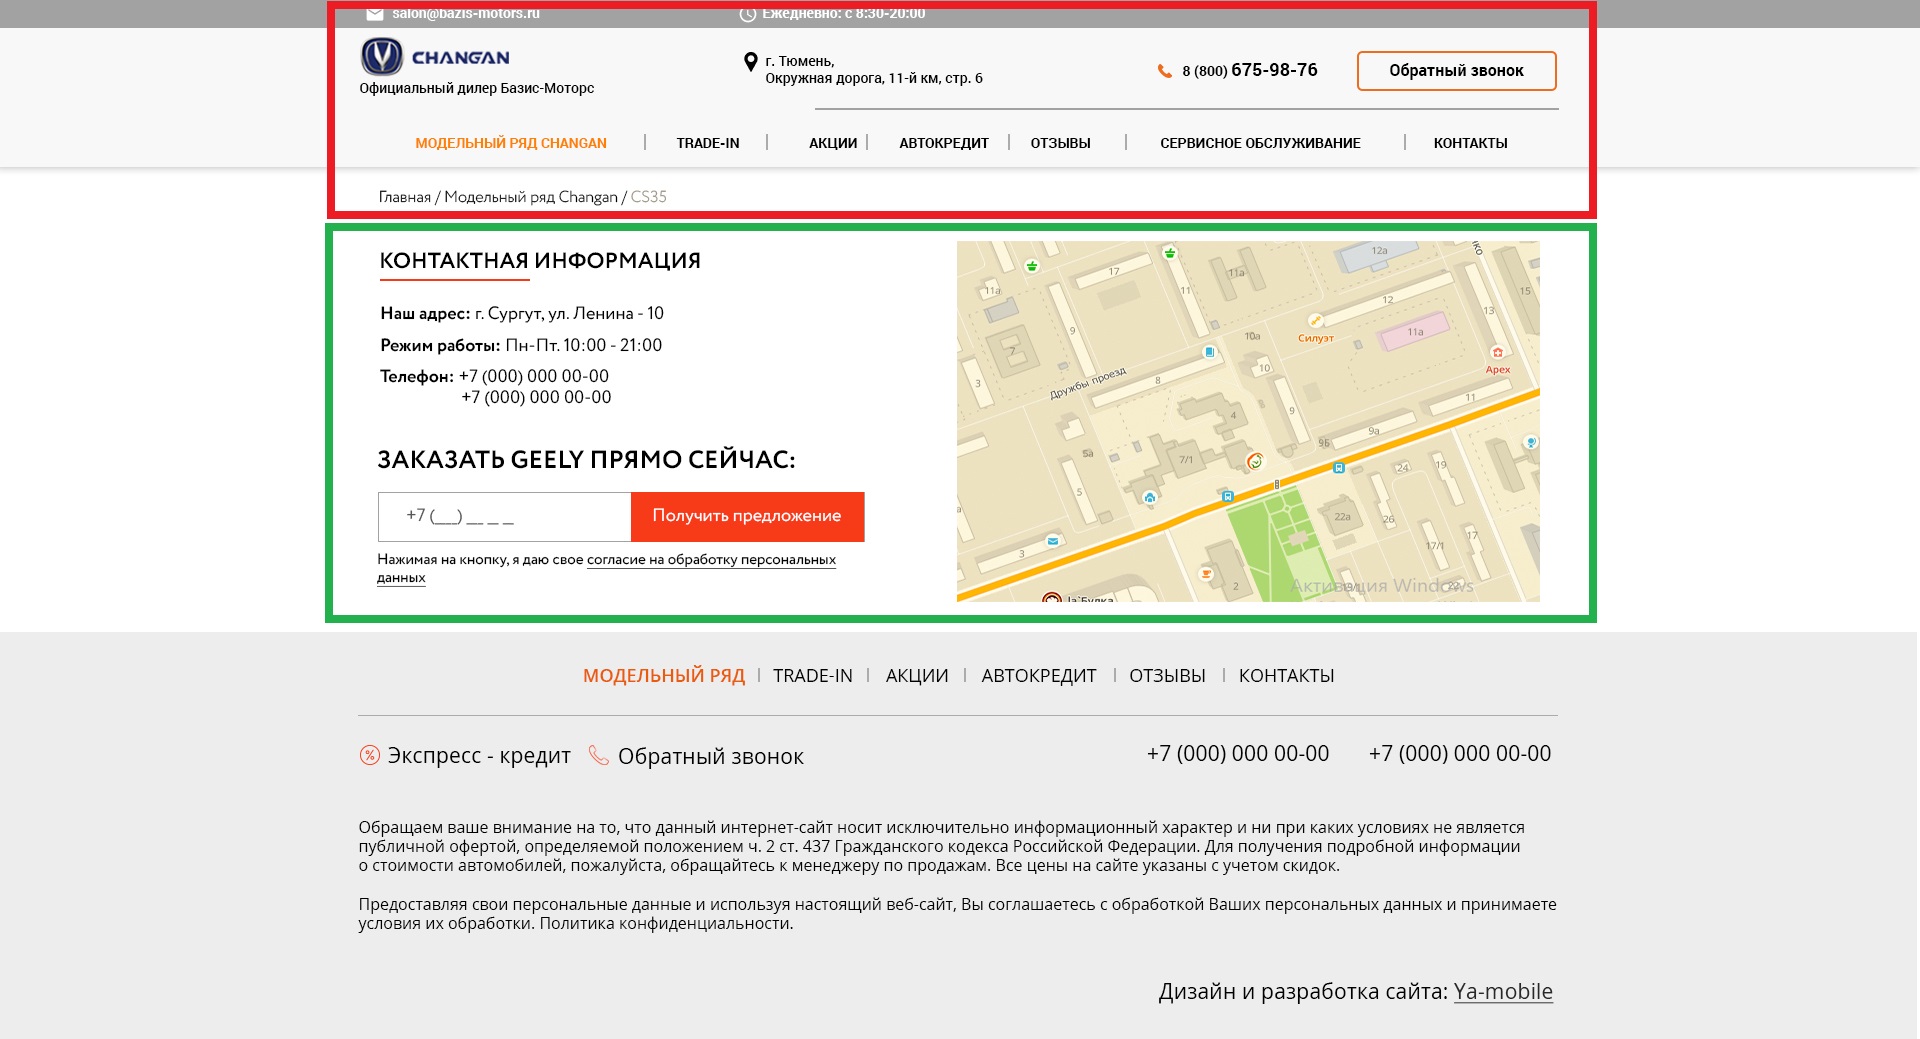 salon@bazis-motors.ru
Ежедневно: с 8:30-20:00
CHANGAN
Официальный дилер Базис-Моторс
г. Тюмень,
Окружная дорога, 11-й км, стр. 6
8 (800) 675-98-76
Обратный звонок
МОДЕЛЬНЫЙ РЯД CHANGAN | TRADE-IN | АКЦИИ | АВТОКРЕДИТ | ОТЗЫВЫ | СЕРВИСНОЕ ОБСЛУЖИВАНИЕ | КОНТАКТЫ
Главная / Модельный ряд Changan / CS35
КОНТАКТНАЯ ИНФОРМАЦИЯ
Наш адрес: г. Сургут, ул. Ленина - 10
Режим работы: Пн-Пт. 10:00 - 21:00
Телефон: +7 (000) 000 00-00
+7 (000) 000 00-00
ЗАКАЗАТЬ GEELY ПРЯМО СЕЙЧАС:
+7 (___) __ _ _
Получить предложение
Нажимая на кнопку, я даю свое согласие на обработку персональных
данных
12а
17
11а
11а
11
12
15
13
9
Силуэт
11а
10а
7
Арех
3
Дружбы проезд
8
10
11
4
9
9а
9Б
5а
7/1
24
19
5
22а
26
17
17/1
3
2
19/1
22
Активация Windows
Ia`Булка
МОДЕЛЬНЫЙ РЯД | TRADE-IN | АКЦИИ | АВТОКРЕДИТ | ОТЗЫВЫ | КОНТАКТЫ
Экспресс - кредит
Обратный звонок
+7 (000) 000 00-00
+7 (000) 000 00-00
Обращаем ваше внимание на то, что данный интернет-сайт носит исключительно информационный характер и ни при каких условиях не является
публичной офертой, определяемой положением ч. 2 ст. 437 Гражданского кодекса Российской Федерации. Для получения подробной информации
о стоимости автомобилей, пожалуйста, обращайтесь к менеджеру по продажам. Все цены на сайте указаны с учетом скидок.
Предоставляя свои персональные данные и используя настоящий веб-сайт, Вы соглашаетесь с обработкой Ваших персональных данных и принимаете
условия их обработки. Политика конфиденциальности.
Дизайн и разработка сайта: Ya-mobile